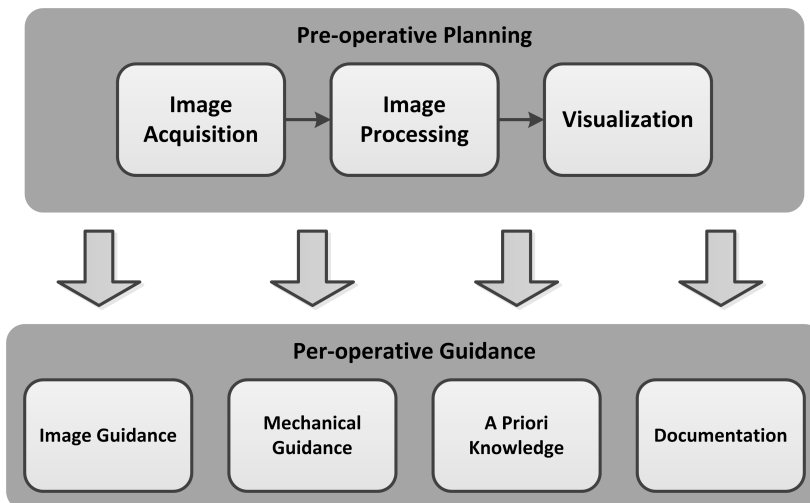 Pre-operative Planning
Image
Acquisition
Image
Processing
Visualization
Per-operative Guidance
Image Guidance
Mechanical
Guidance
A Priori
Knowledge
Documentation